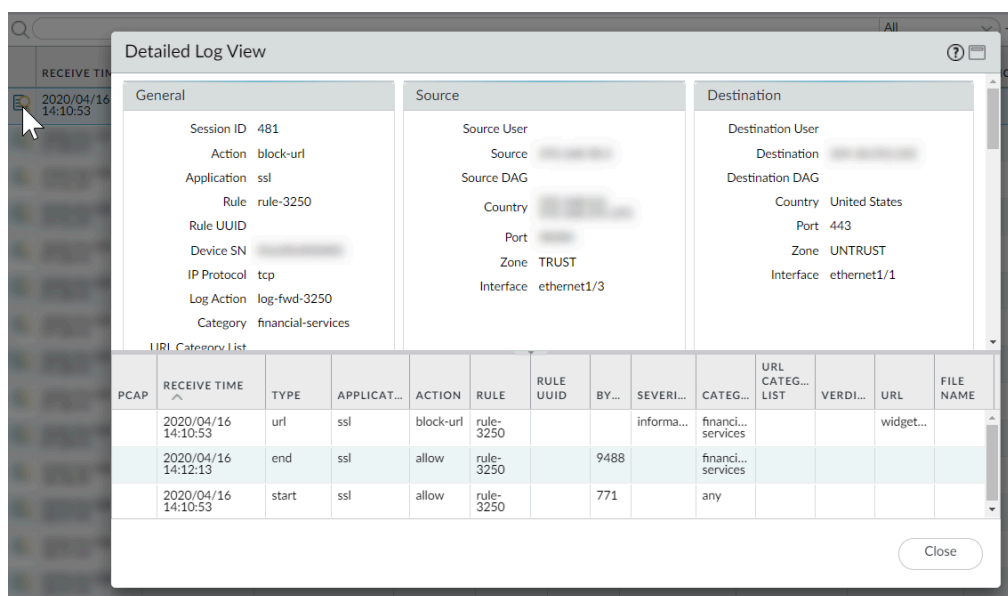 All
RECEIVE TIM
2020/04/16
14:10:53
Detailed Log View
?
General
Session ID 481
Action block-url
Application ssl
Rule rule-3250
Rule UUID
Device SN
IP Protocol tcp
Log Action log-fwd-3250
Category financial-services
URL Category List
Source
Source User
Source
Source DAG
Country
Port
Zone TRUST
Interface ethernet1/3
Destination
Destination User
Destination
Destination DAG
Country United States
Port 443
Zone UNTRUST
Interface ethernet1/1
PCAP RECEIVE TIME TYPE APPLICAT... ACTION RULE RULE UUID BY... SEVERI... CATEG... URL CATEG... LIST VERDI... URL FILE NAME
2020/04/16 14:10:53 url ssl block-url rule-3250 informa... financi... services widget...
2020/04/16 14:12:13 end ssl allow rule-3250 9488 financi... services
2020/04/16 14:10:53 start ssl allow rule-3250 771 any
Close